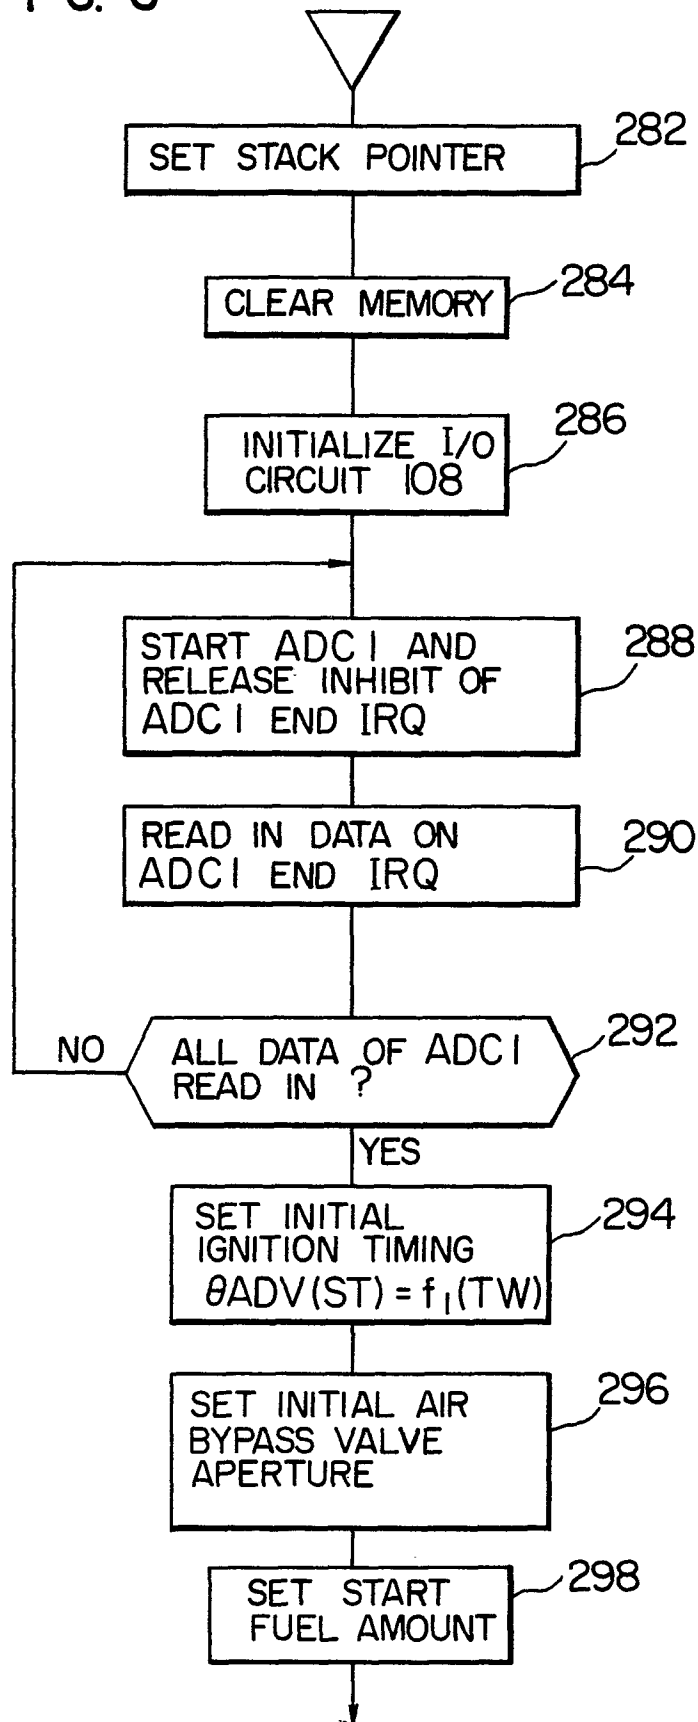 SET STACK POINTER
282
CLEAR MEMORY
284
INITIALIZE I/O
CIRCUIT 108
286
START ADC1 AND
RELEASE INHIBIT OF
ADC1 END IRQ
288
READ IN DATA ON
ADC1 END IRQ
290
ALL DATA OF ADC1
READ IN ?
292
NO
YES
SET INITIAL
IGNITION TIMING
θADV(ST) = f₁(TW)
294
SET INITIAL AIR
BYPASS VALVE
APERTURE
296
SET START
FUEL AMOUNT
298